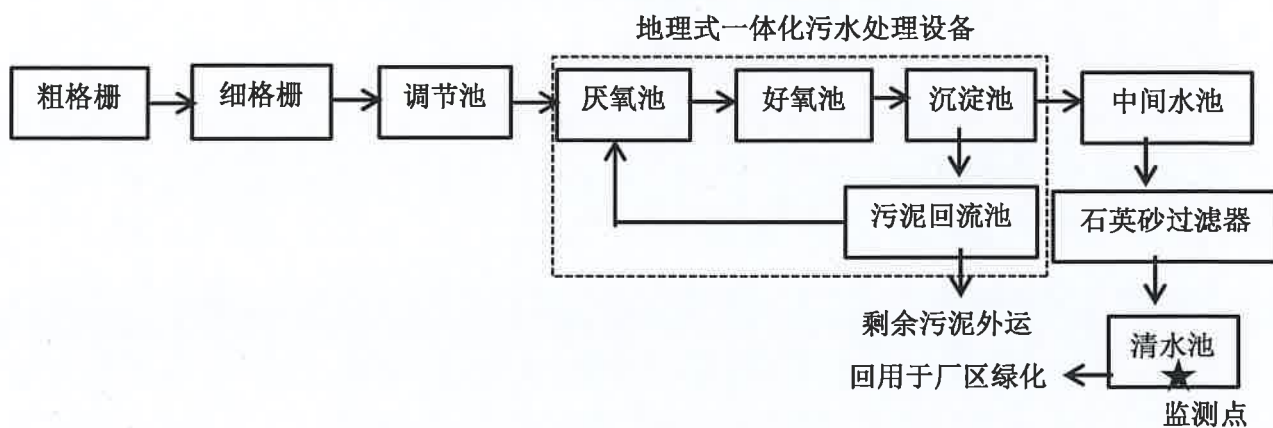 地理式一体化污水处理设备
粗格栅
细格栅
调节池
厌氧池
好氧池
沉淀池
中间水池
污泥回流池
石英砂过滤器
剩余污泥外运
清水池
回用于厂区绿化
监测点